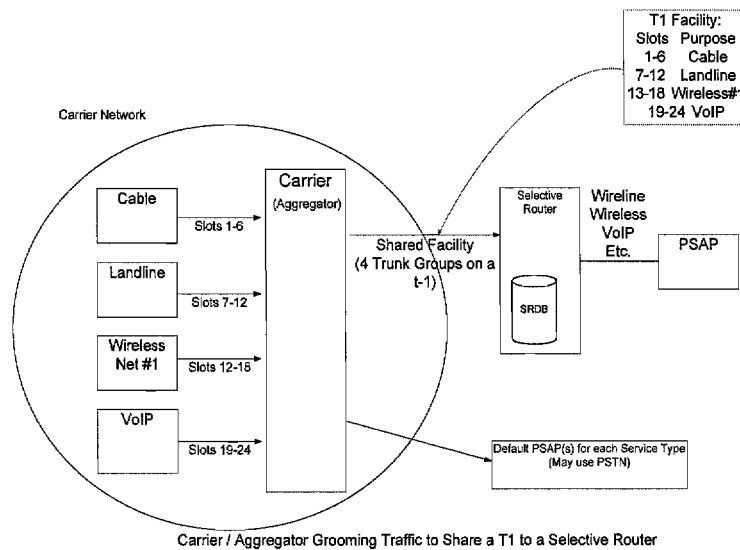 T1 Facility:
Slots Purpose
1-6 Cable
7-12 Landline
13-18 Wireless#1
19-24 VoIP
Carrier Network
Cable
Slots 1-6
Landline
Slots 7-12
Wireless
Net #1
Slots 12-18
VoIP
Slots 19-24
Carrier
(Aggregator)
Shared Facility
(4 Trunk Groups on a
t-1)
Selective
Router
SRDB
Wireline
Wireless
VoIP
Etc.
PSAP
Default PSAP(s) for each Service Type
(May use PSTN)
Carrier / Aggregator Grooming Traffic to Share a T1 to a Selective Router